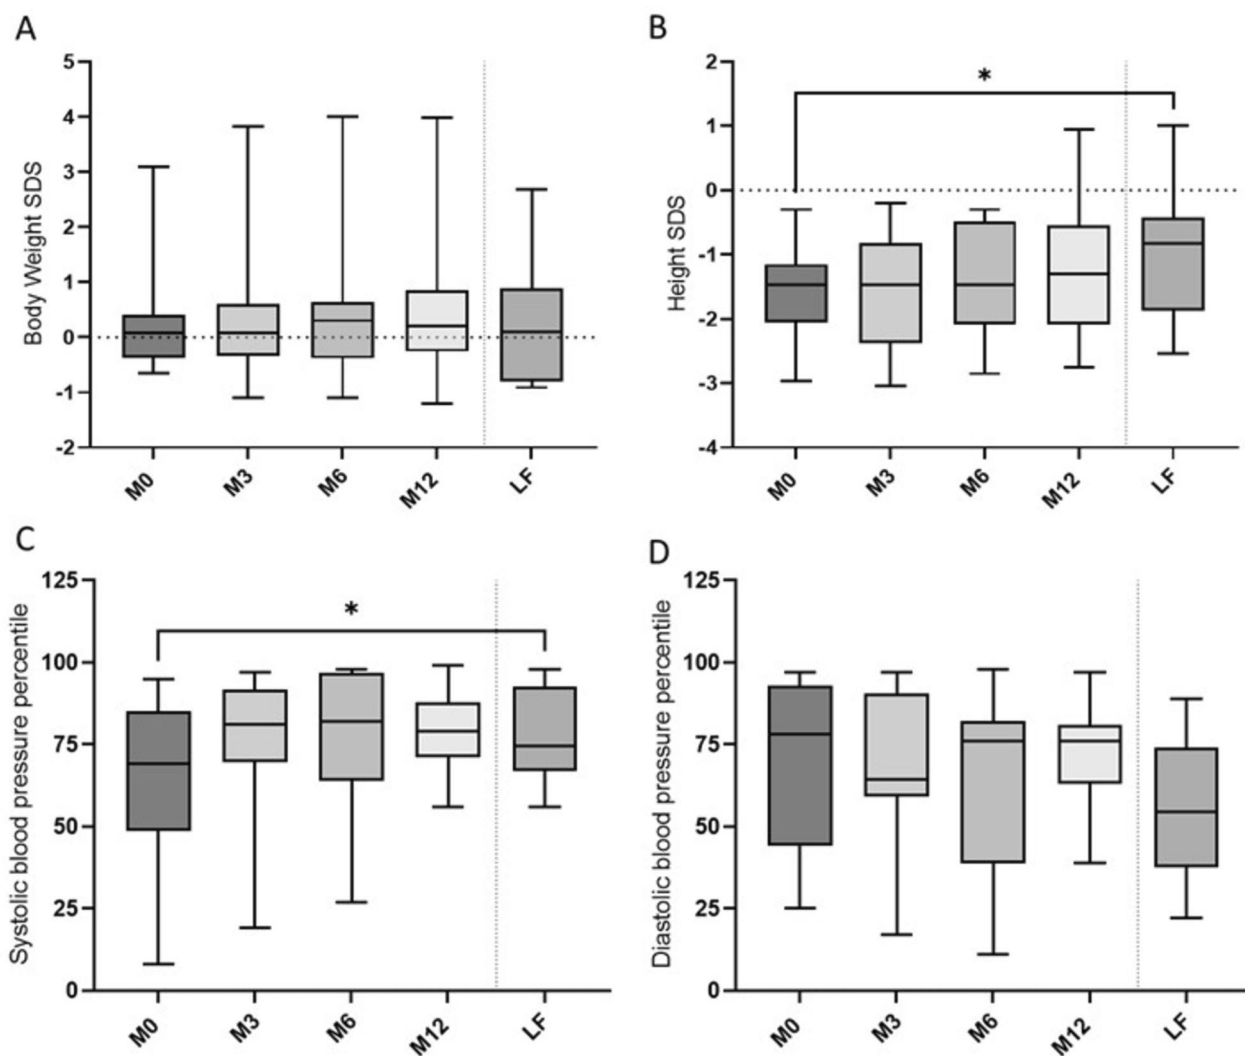 A
Body Weight SDS
5
4
3
2
1
0
-1
-2
M0
M3
M6
M12
LF
B
Height SDS
2
1
0
-1
-2
-3
-4
*
M0
M3
M6
M12
LF
C
Systolic blood pressure percentile
125
100
75
50
25
0
*
M0
M3
M6
M12
LF
D
Diastolic blood pressure percentile
125
100
75
50
25
0
M0
M3
M6
M12
LF